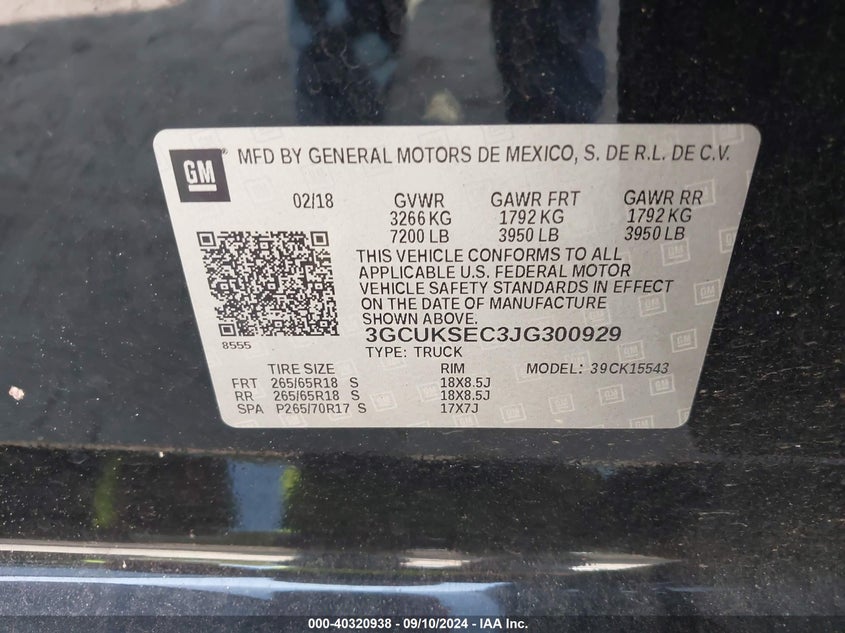 GM
MFD BY GENERAL MOTORS DE MEXICO, S. DE R.L. DE C.V.
02/18 GVWR GAWR FRT GAWR RR
3266 KG 1792 KG 1792 KG
7200 LB 3950 LB 3950 LB
THIS VEHICLE CONFORMS TO ALL
APPLICABLE U.S. FEDERAL MOTOR
VEHICLE SAFETY STANDARDS IN EFFECT
ON THE DATE OF MANUFACTURE
SHOWN ABOVE.
8555
3GCUKSEC3JG300929
TYPE: TRUCK MODEL: 39CK15543
TIRE SIZE RIM
FRT 265/65R18 S 18X8.5J
RR 265/65R18 S 18X8.5J
SPA P265/70R17 S 17X7J
000-40320938 - 09/10/2024 - IAA Inc.